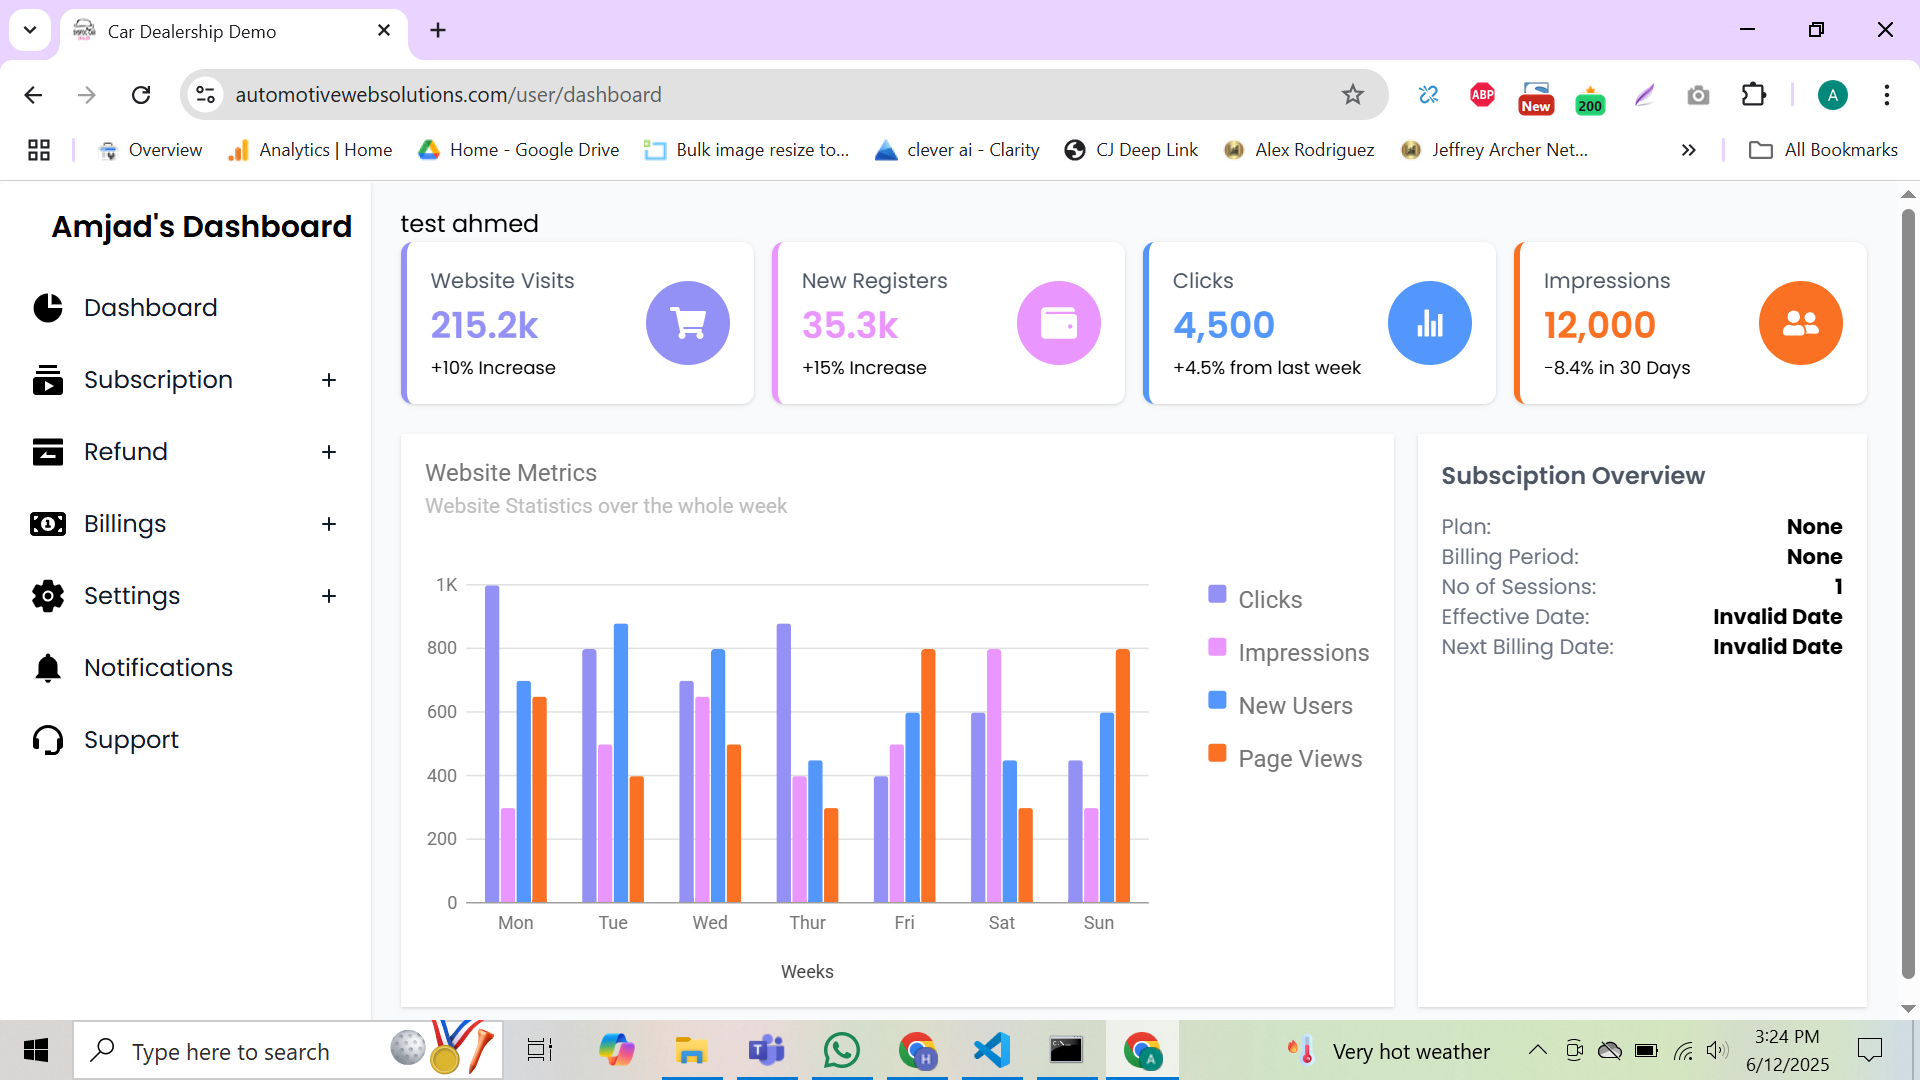 Car Dealership Demo
automotivewebsolutions.com/user/dashboard
ABP
New
200
A
Overview
Analytics | Home
Home - Google Drive
Bulk image resize to...
clever ai - Clarity
CJ Deep Link
Alex Rodriguez
Jeffrey Archer Net...
All Bookmarks
Amjad's Dashboard
Dashboard
Subscription +
Refund +
Billings +
Settings +
Notifications
Support
test ahmed
Website Visits
215.2k
+10% Increase
New Registers
35.3k
+15% Increase
Clicks
4,500
+4.5% from last week
Impressions
12,000
-8.4% in 30 Days
Website Metrics
Website Statistics over the whole week
1K
800
600
400
200
0
Mon Tue Wed Thur Fri Sat Sun
Weeks
Clicks
Impressions
New Users
Page Views
Subsciption Overview
Plan: None
Billing Period: None
No of Sessions: 1
Effective Date: Invalid Date
Next Billing Date: Invalid Date
Type here to search
H
A
Very hot weather
3:24 PM
6/12/2025